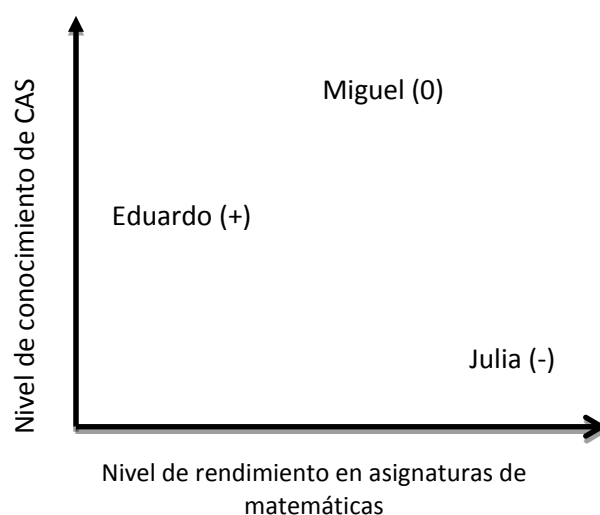 Nivel de conocimiento de CAS
Miguel (0)
Eduardo (+)
Julia (-)
Nivel de rendimiento en asignaturas de
matemáticas